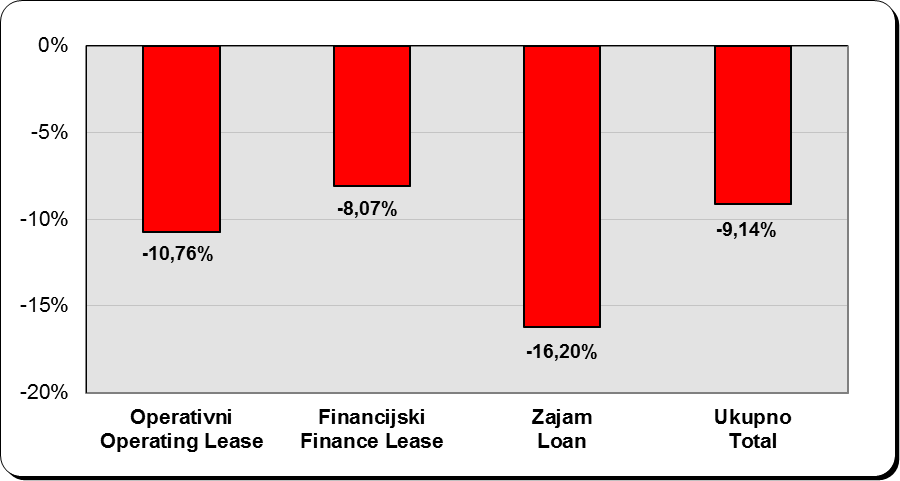 0%
-5%
-10%
-15%
-20%
-10,76%
-8,07%
-16,20%
-9,14%
Operativni
Operating Lease
Financijski
Finance Lease
Zajam
Loan
Ukupno
Total